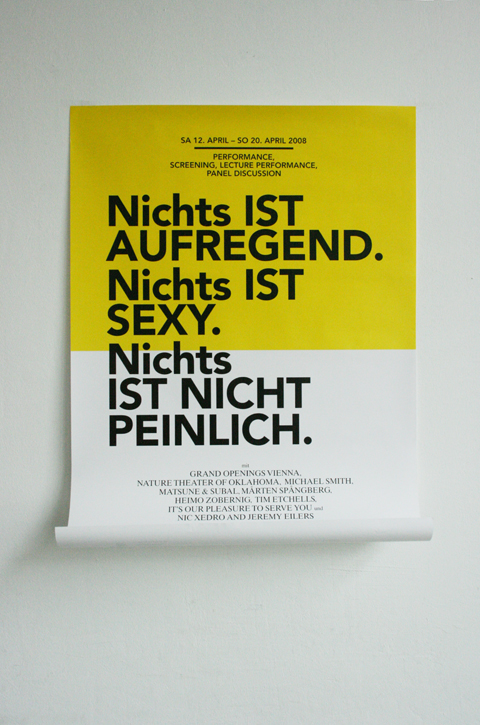 SA 12. APRIL – SO 20. APRIL 2008
PERFORMANCE,
SCREENING, LECTURE PERFORMANCE,
PANEL DISCUSSION
Nichts IST
AUFREGEND.
Nichts IST
SEXY.
Nichts
IST NICHT
PEINLICH.
mit
GRAND OPENINGS VIENNA,
NATURE THEATER OF OKLAHOMA, MICHAEL SMITH,
MATSUNE & SUBAL, MÅRTEN SPÅNGBERG,
HEIMO ZOBERNIG, TIM ETCHELLS,
IT'S OUR PLEASURE TO SERVE YOU und
NIC XEDRO AND JEREMY EILERS